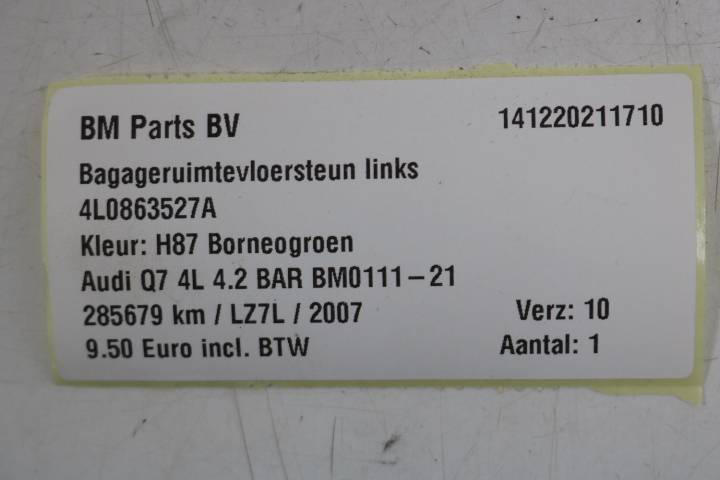 BM Parts BV 141220211710
Bagageruimtevloersteun links
4L0863527A
Kleur: H87 Borneogroen
Audi Q7 4L 4.2 BAR BM0111-21
285679 km / LZ7L / 2007 Verz: 10
9.50 Euro incl. BTW Aantal: 1